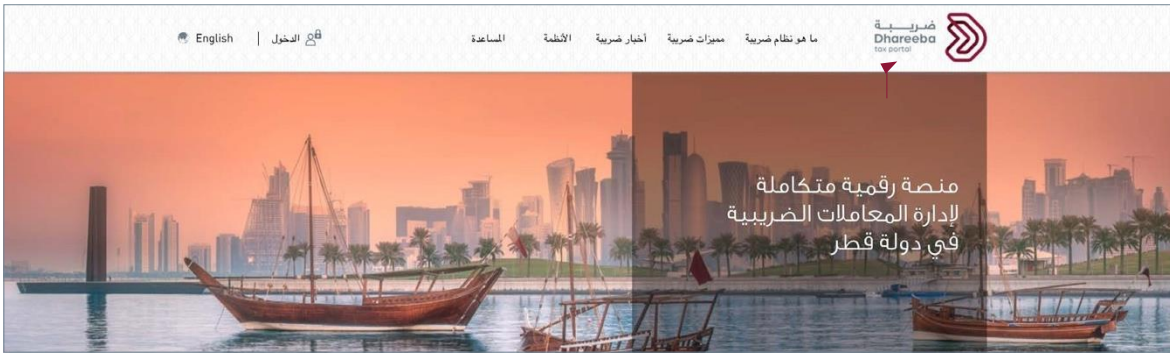 ضريبة
Dhareeba
tax portal
ما هو نظام ضريبة
مميزات ضريبة
أخبار ضريبة
الأنظمة
المساعدة
الدخول
English
منصة رقمية متكاملة
لإدارة المعاملات الضريبية
في دولة قطر